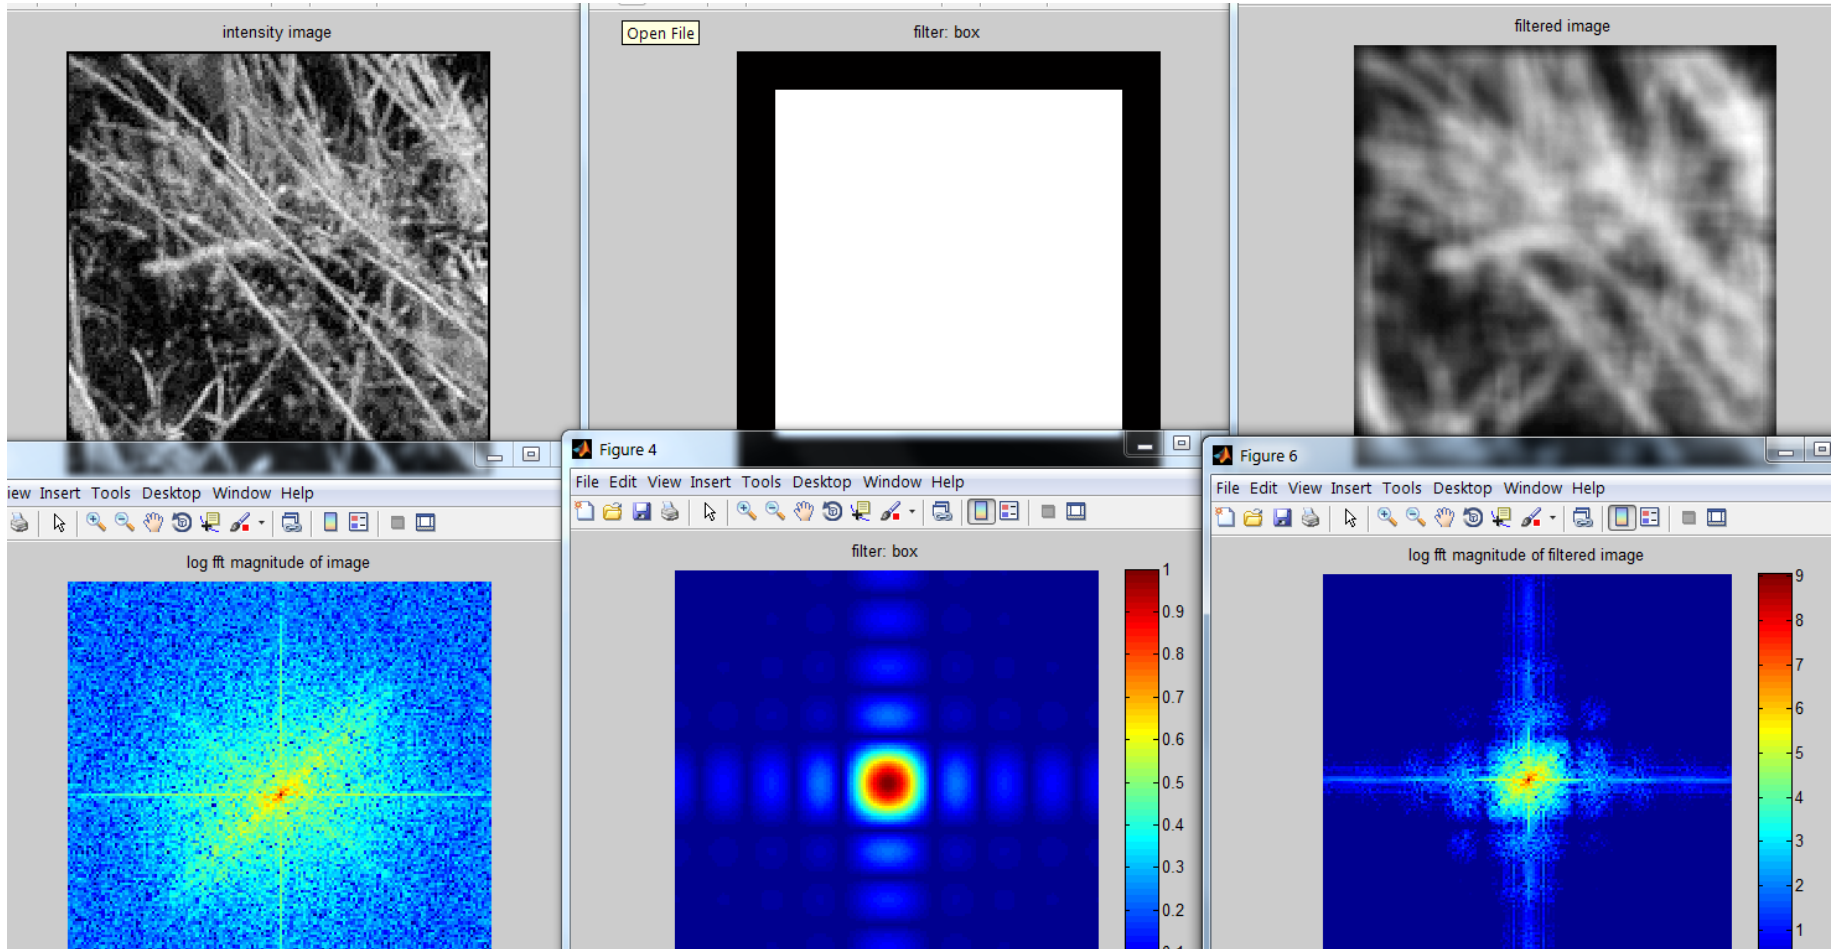 intensity image
Open File
filter: box
filtered image
Figure 4
File Edit View Insert Tools Desktop Window Help
Figure 6
File Edit View Insert Tools Desktop Window Help
iew Insert Tools Desktop Window Help
log fft magnitude of image
filter: box
1
0.9
0.8
0.7
0.6
0.5
0.4
0.3
0.2
log fft magnitude of filtered image
9
8
7
6
5
4
3
2
1